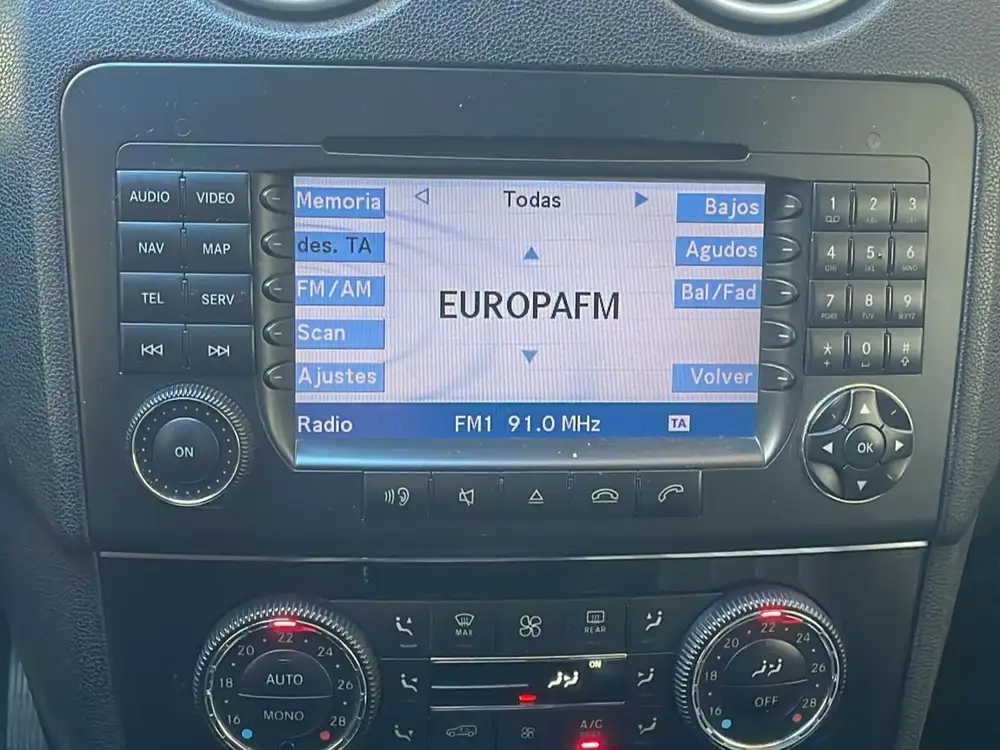 AUDIO VIDEO
NAV MAP
TEL SERV
ON
Memoria Todas Bajos
des. TA Agudos
FM/AM EUROPAFM Bal/Fad
Scan
Ajustes Volver
Radio FM1 91.0 MHz TA
1 2 3
4 5 6
7 8 9
* 0 #
OK
MAX REAR
ON
A/C
16 18 20 22 24 26 28
AUTO
MONO
16 18 20 22 24 26 28
OFF